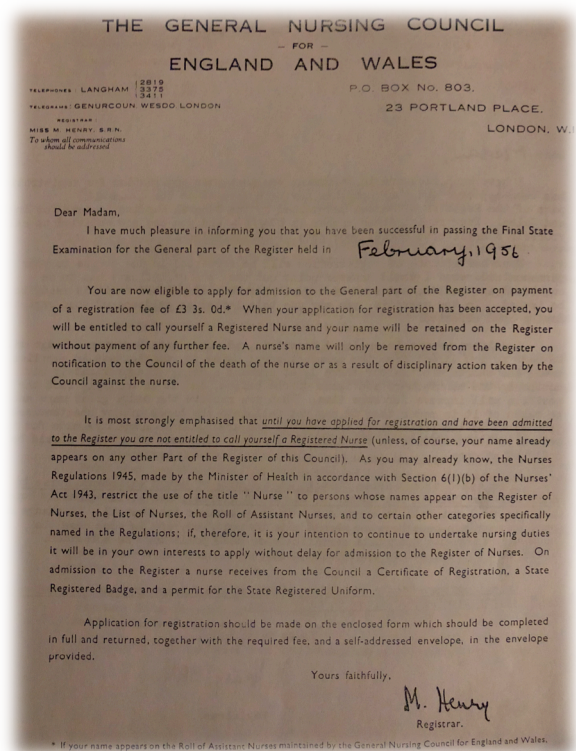 THE GENERAL NURSING COUNCIL
— FOR —
ENGLAND AND WALES
TELEPHONES: LANGHAM 2819
3375
3411
P.O. BOX No. 803,
TELEGRAMS: GENURCOUN, WESDO, LONDON
23 PORTLAND PLACE,
REGISTRAR:
MISS M. HENRY, S.R.N.
LONDON, W.
To whom all communications
should be addressed
Dear Madam,
I have much pleasure in informing you that you have been successful in passing the Final State
Examination for the General part of the Register held in February, 1956
You are now eligible to apply for admission to the General part of the Register on payment
of a registration fee of £3 3s. 0d.* When your application for registration has been accepted, you
will be entitled to call yourself a Registered Nurse and your name will be retained on the Register
without payment of any further fee. A nurse's name will only be removed from the Register on
notification to the Council of the death of the nurse or as a result of disciplinary action taken by the
Council against the nurse.
It is most strongly emphasised that until you have applied for registration and have been admitted
to the Register you are not entitled to call yourself a Registered Nurse (unless, of course, your name already
appears on any other Part of the Register of this Council). As you may already know, the Nurses
Regulations 1945, made by the Minister of Health in accordance with Section 6(1)(b) of the Nurses'
Act 1943, restrict the use of the title "Nurse" to persons whose names appear on the Register of
Nurses, the List of Nurses, the Roll of Assistant Nurses, and to certain other categories specifically
named in the Regulations; if, therefore, it is your intention to continue to undertake nursing duties
it will be in your own interests to apply without delay for admission to the Register of Nurses. On
admission to the Register a nurse receives from the Council a Certificate of Registration, a State
Registered Badge, and a permit for the State Registered Uniform.
Application for registration should be made on the enclosed form which should be completed
in full and returned, together with the required fee, and a self-addressed envelope, in the envelope
provided.
Yours faithfully,
M. Henry
Registrar.
* If your name appears on the Roll of Assistant Nurses maintained by the General Nursing Council for England and Wales,